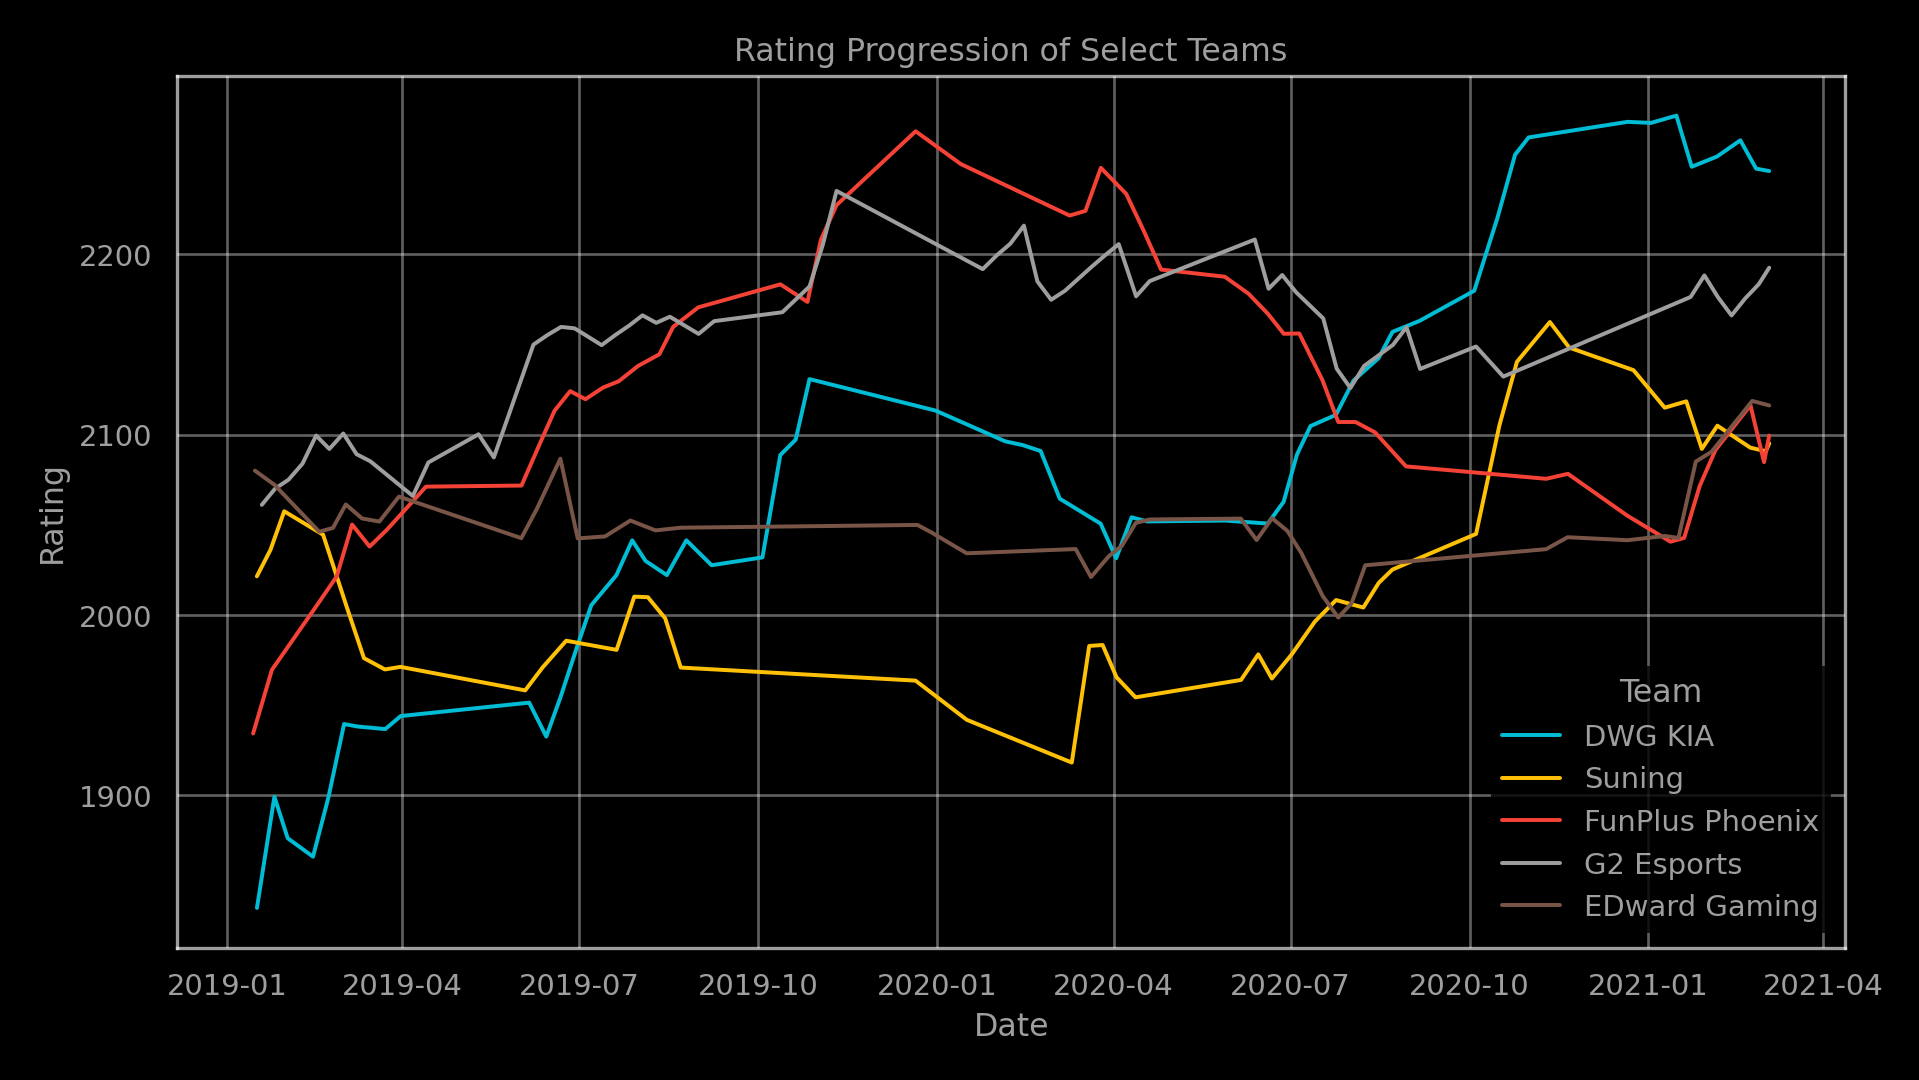 Rating Progression of Select Teams
2200
2100
2000
1900
Rating
2019-01 2019-04 2019-07 2019-10 2020-01 2020-04 2020-07 2020-10 2021-01 2021-04
Date
Team
DWG KIA
Suning
FunPlus Phoenix
G2 Esports
EDward Gaming